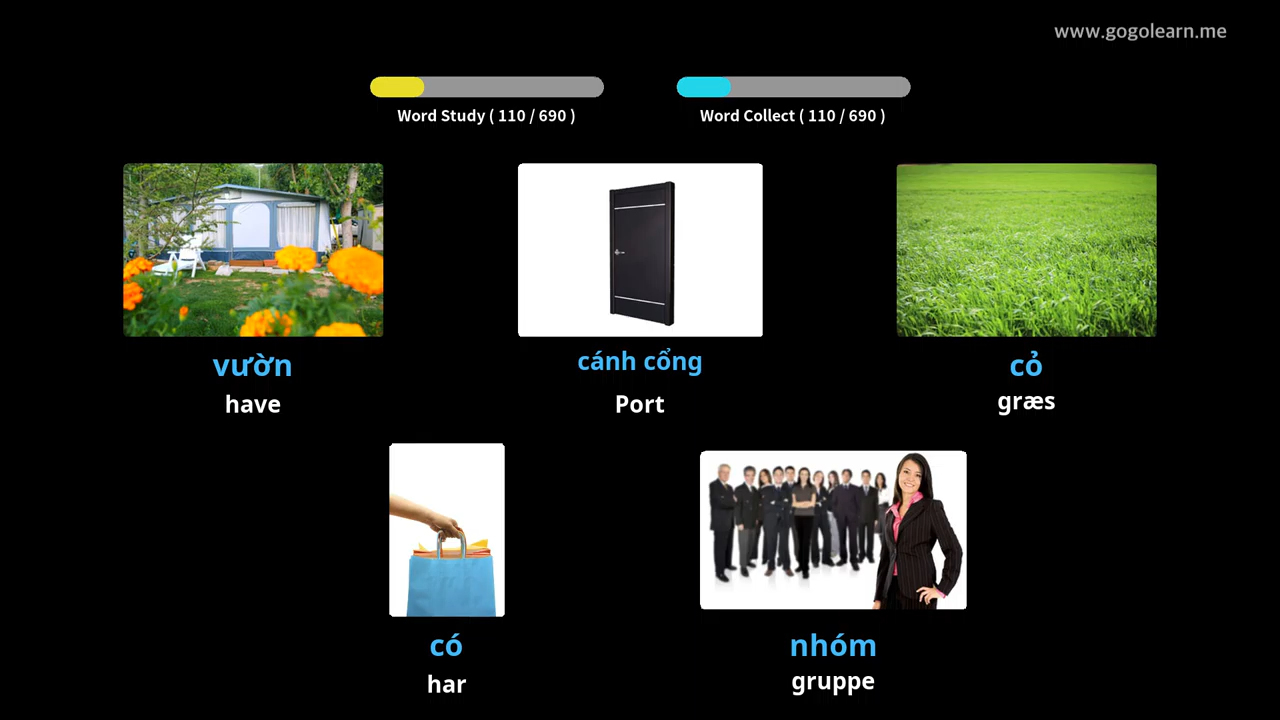 www.gogolearn.me
Word Study ( 110 / 690 )
Word Collect ( 110 / 690 )
vườn
have
cánh cổng
Port
cỏ
græs
có
har
nhóm
gruppe